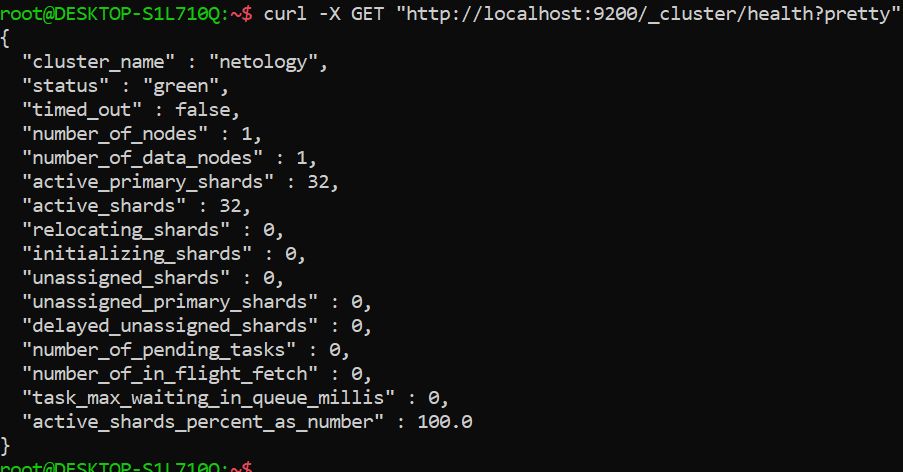 root@DESKTOP-S1L710Q:~$ curl -X GET "http://localhost:9200/_cluster/health?pretty"
{
  "cluster_name" : "netology",
  "status" : "green",
  "timed_out" : false,
  "number_of_nodes" : 1,
  "number_of_data_nodes" : 1,
  "active_primary_shards" : 32,
  "active_shards" : 32,
  "relocating_shards" : 0,
  "initializing_shards" : 0,
  "unassigned_shards" : 0,
  "unassigned_primary_shards" : 0,
  "delayed_unassigned_shards" : 0,
  "number_of_pending_tasks" : 0,
  "number_of_in_flight_fetch" : 0,
  "task_max_waiting_in_queue_millis" : 0,
  "active_shards_percent_as_number" : 100.0
}
root@DESKTOP-S1L710Q:~$